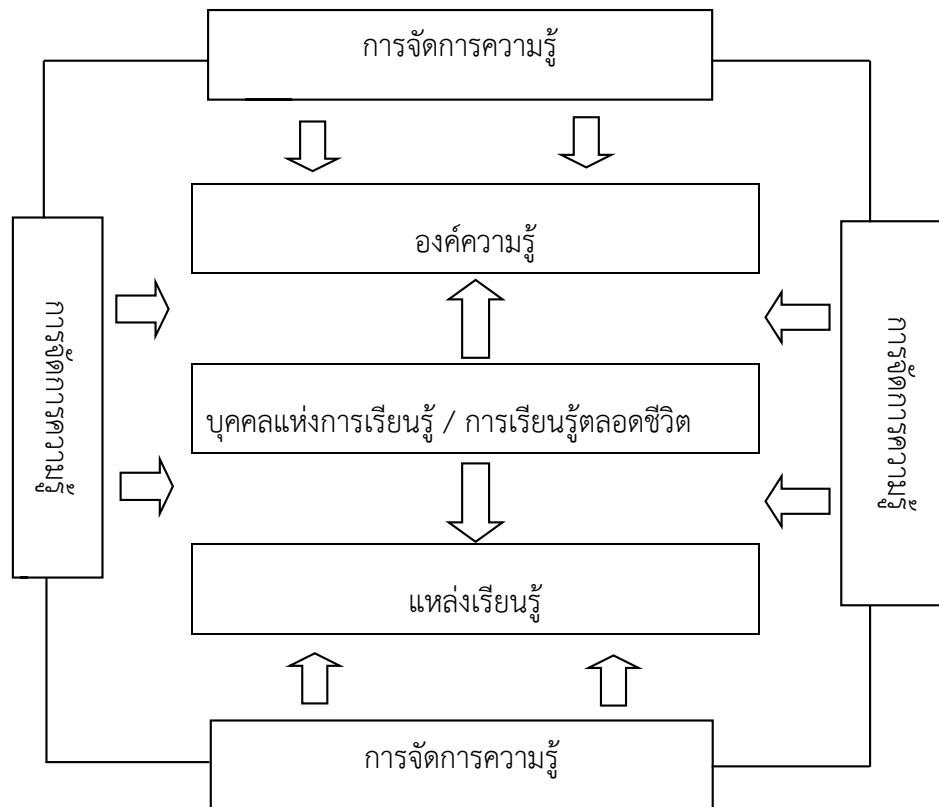 การจัดการความรู้
องค์ความรู้
การจัดการความรู้
การจัดการความรู้
บุคคลแห่งการเรียนรู้ / การเรียนรู้ตลอดชีวิต
แหล่งเรียนรู้
การจัดการความรู้